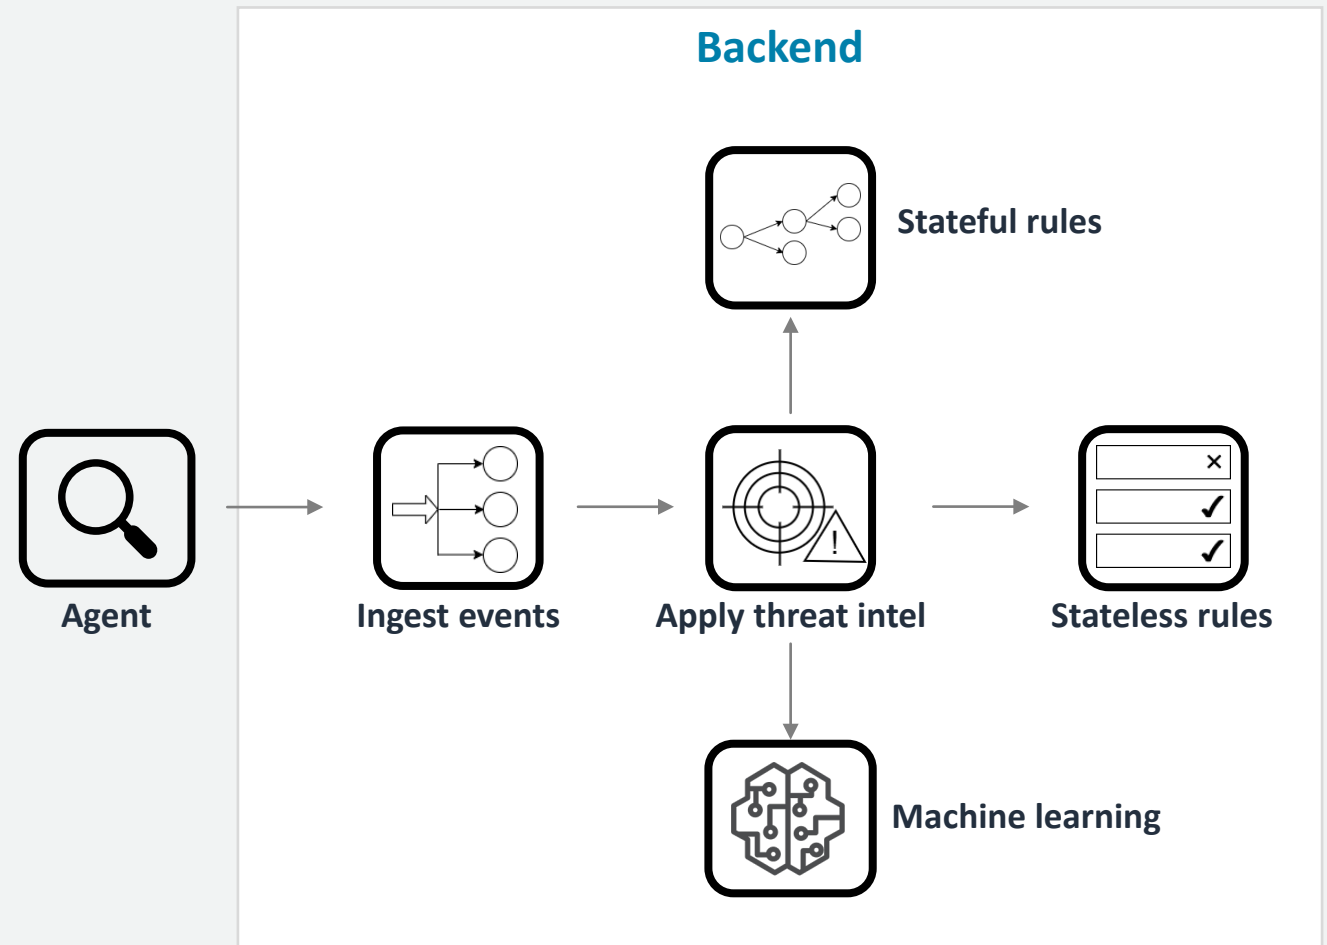 Backend
Stateful rules
!
Agent
Ingest events
Apply threat intel
Stateless rules
Machine learning